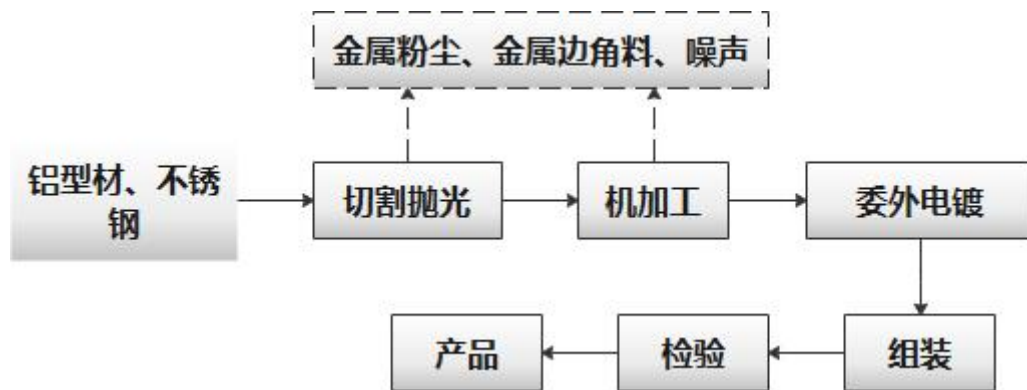 金属粉尘、金属边角料、噪声
铝型材、不锈
钢
切割抛光
机加工
委外电镀
产品
检验
组装